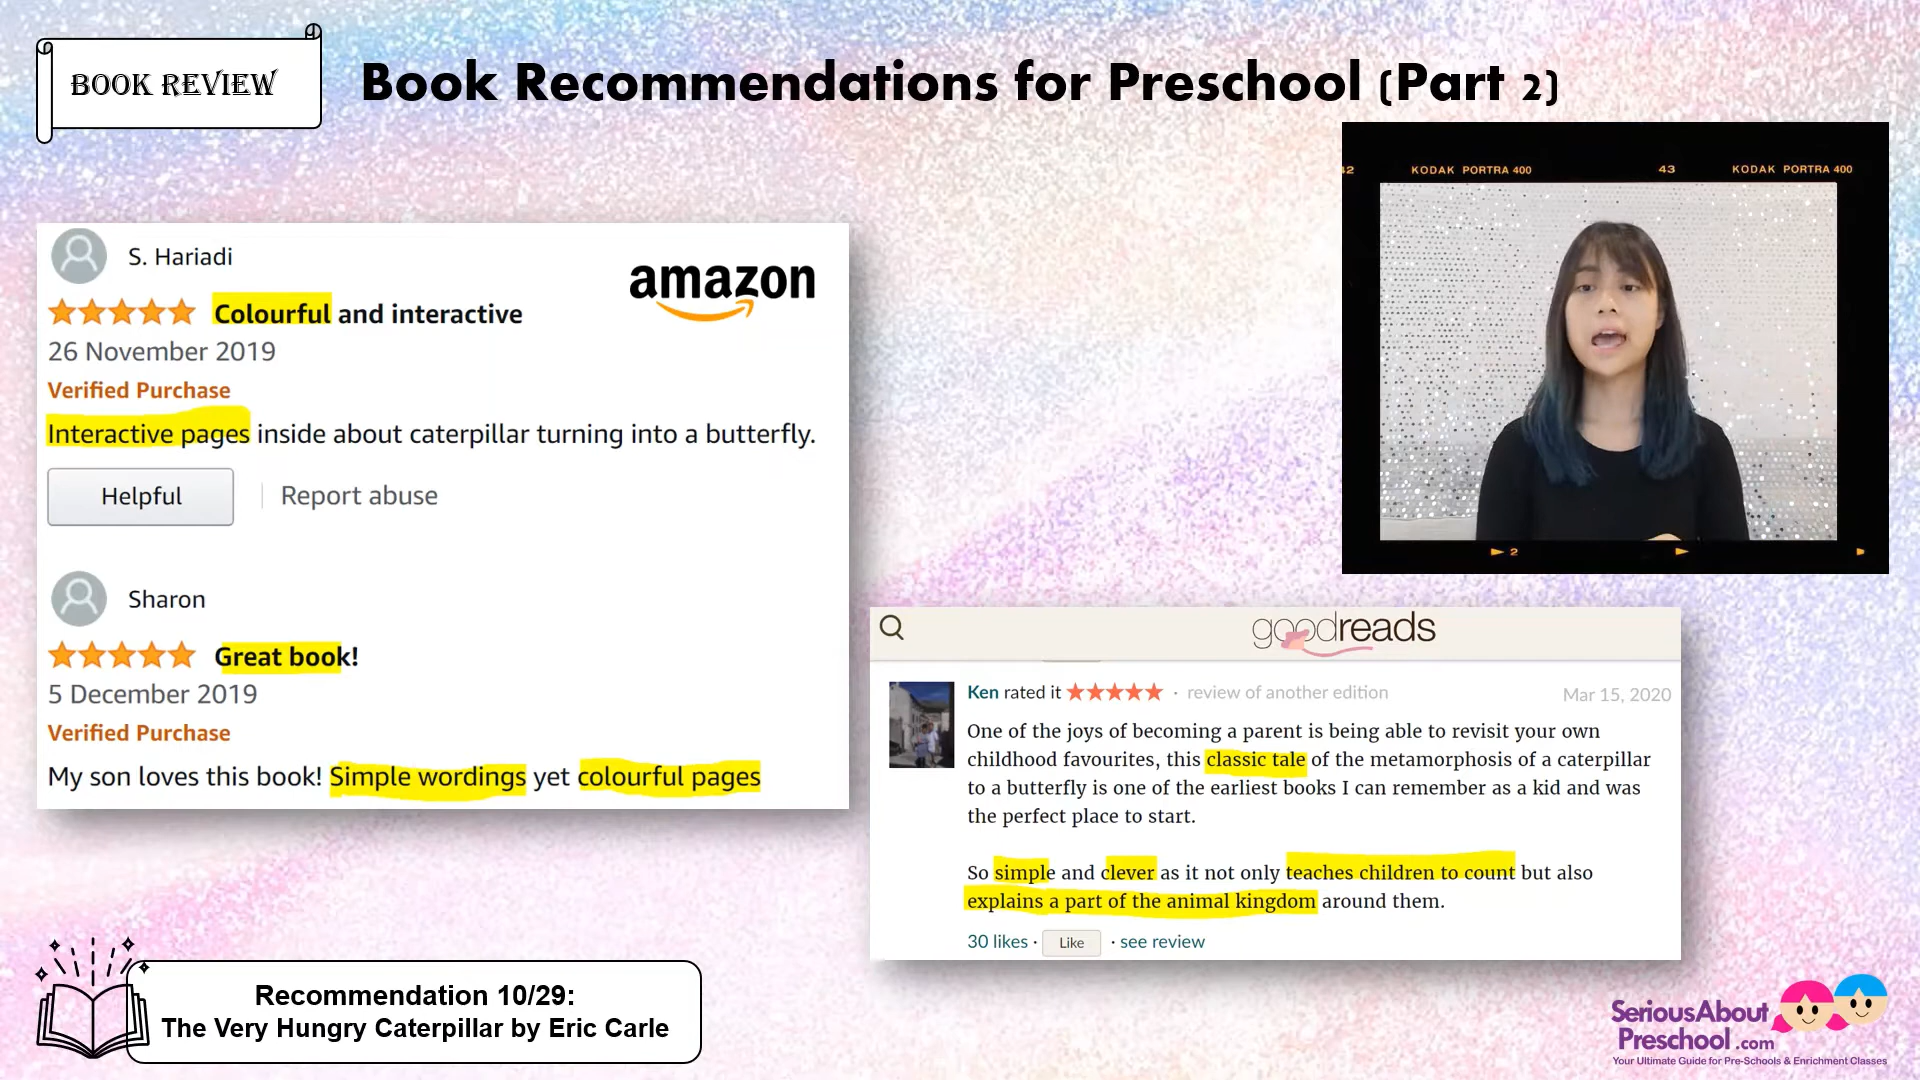 BOOK REVIEW
Book Recommendations for Preschool (Part 2)
42 KODAK PORTRA 400 43 KODAK PORTRA 400
2
S. Hariadi
amazon
Colourful and interactive
26 November 2019
Verified Purchase
Interactive pages inside about caterpillar turning into a butterfly.
Helpful | Report abuse
Sharon
Great book!
5 December 2019
Verified Purchase
My son loves this book! Simple wordings yet colourful pages
goodreads
Ken rated it · review of another edition Mar 15, 2020
One of the joys of becoming a parent is being able to revisit your own
childhood favourites, this classic tale of the metamorphosis of a caterpillar
to a butterfly is one of the earliest books I can remember as a kid and was
the perfect place to start.
So simple and clever as it not only teaches children to count but also
explains a part of the animal kingdom around them.
30 likes · Like · see review
Recommendation 10/29:
The Very Hungry Caterpillar by Eric Carle
SeriousAbout
Preschool.com
Your Ultimate Guide for Pre-Schools & Enrichment Classes